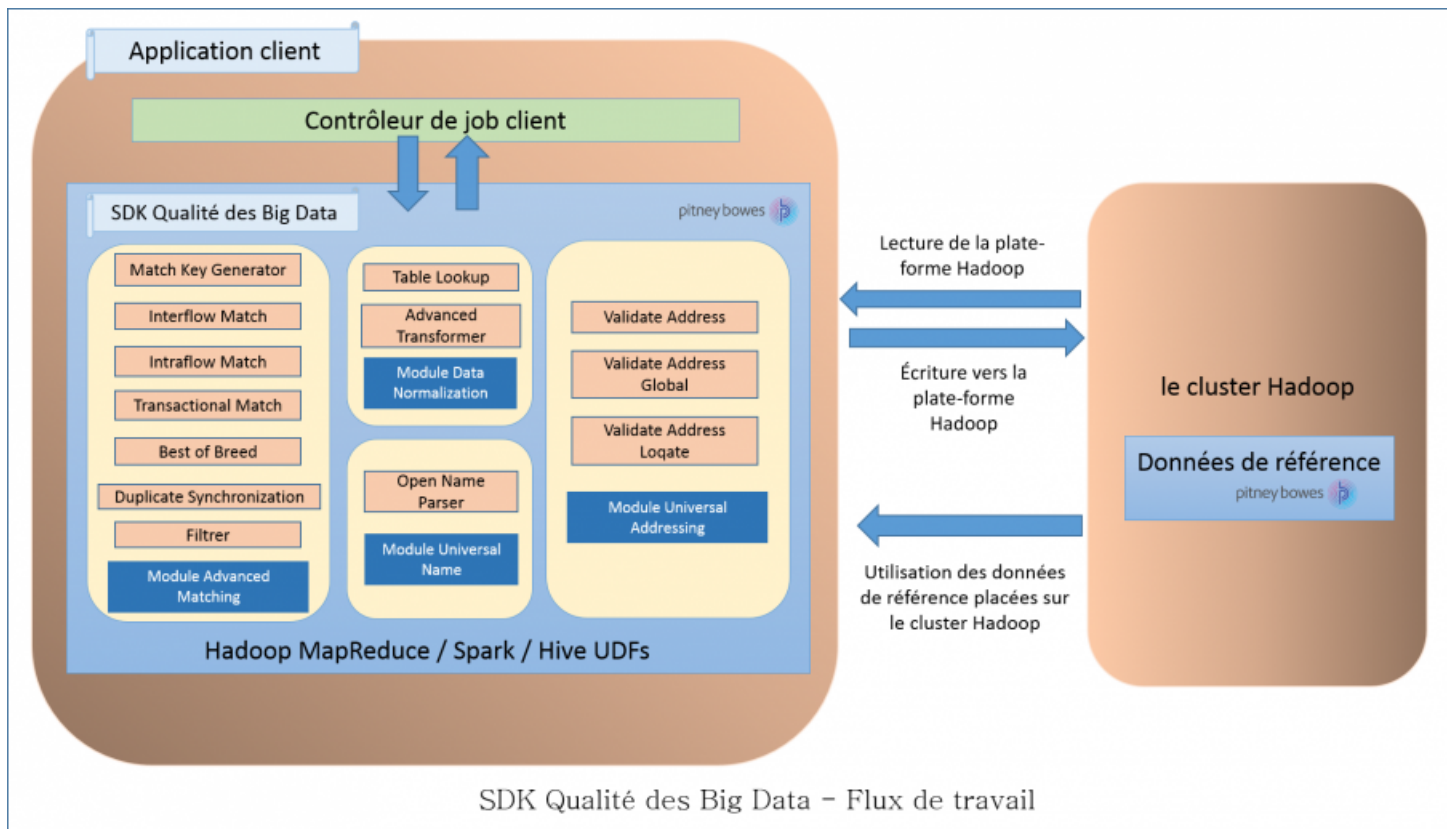 Application client
Contrôleur de job client
SDK Qualité des Big Data
pitney bowes
Match Key Generator
Interflow Match
Intraflow Match
Transactional Match
Best of Breed
Duplicate Synchronization
Filtrer
Module Advanced
Matching
Table Lookup
Advanced
Transformer
Module Data
Normalization
Open Name
Parser
Module Universal
Name
Validate Address
Validate Address
Global
Validate Address
Loqate
Module Universal
Addressing
Hadoop MapReduce / Spark / Hive UDFs
Lecture de la plate-
forme Hadoop
Écriture vers la
plate-forme
Hadoop
Utilisation des données
de référence placées sur
le cluster Hadoop
le cluster Hadoop
Données de référence
pitney bowes
SDK Qualité des Big Data - Flux de travail